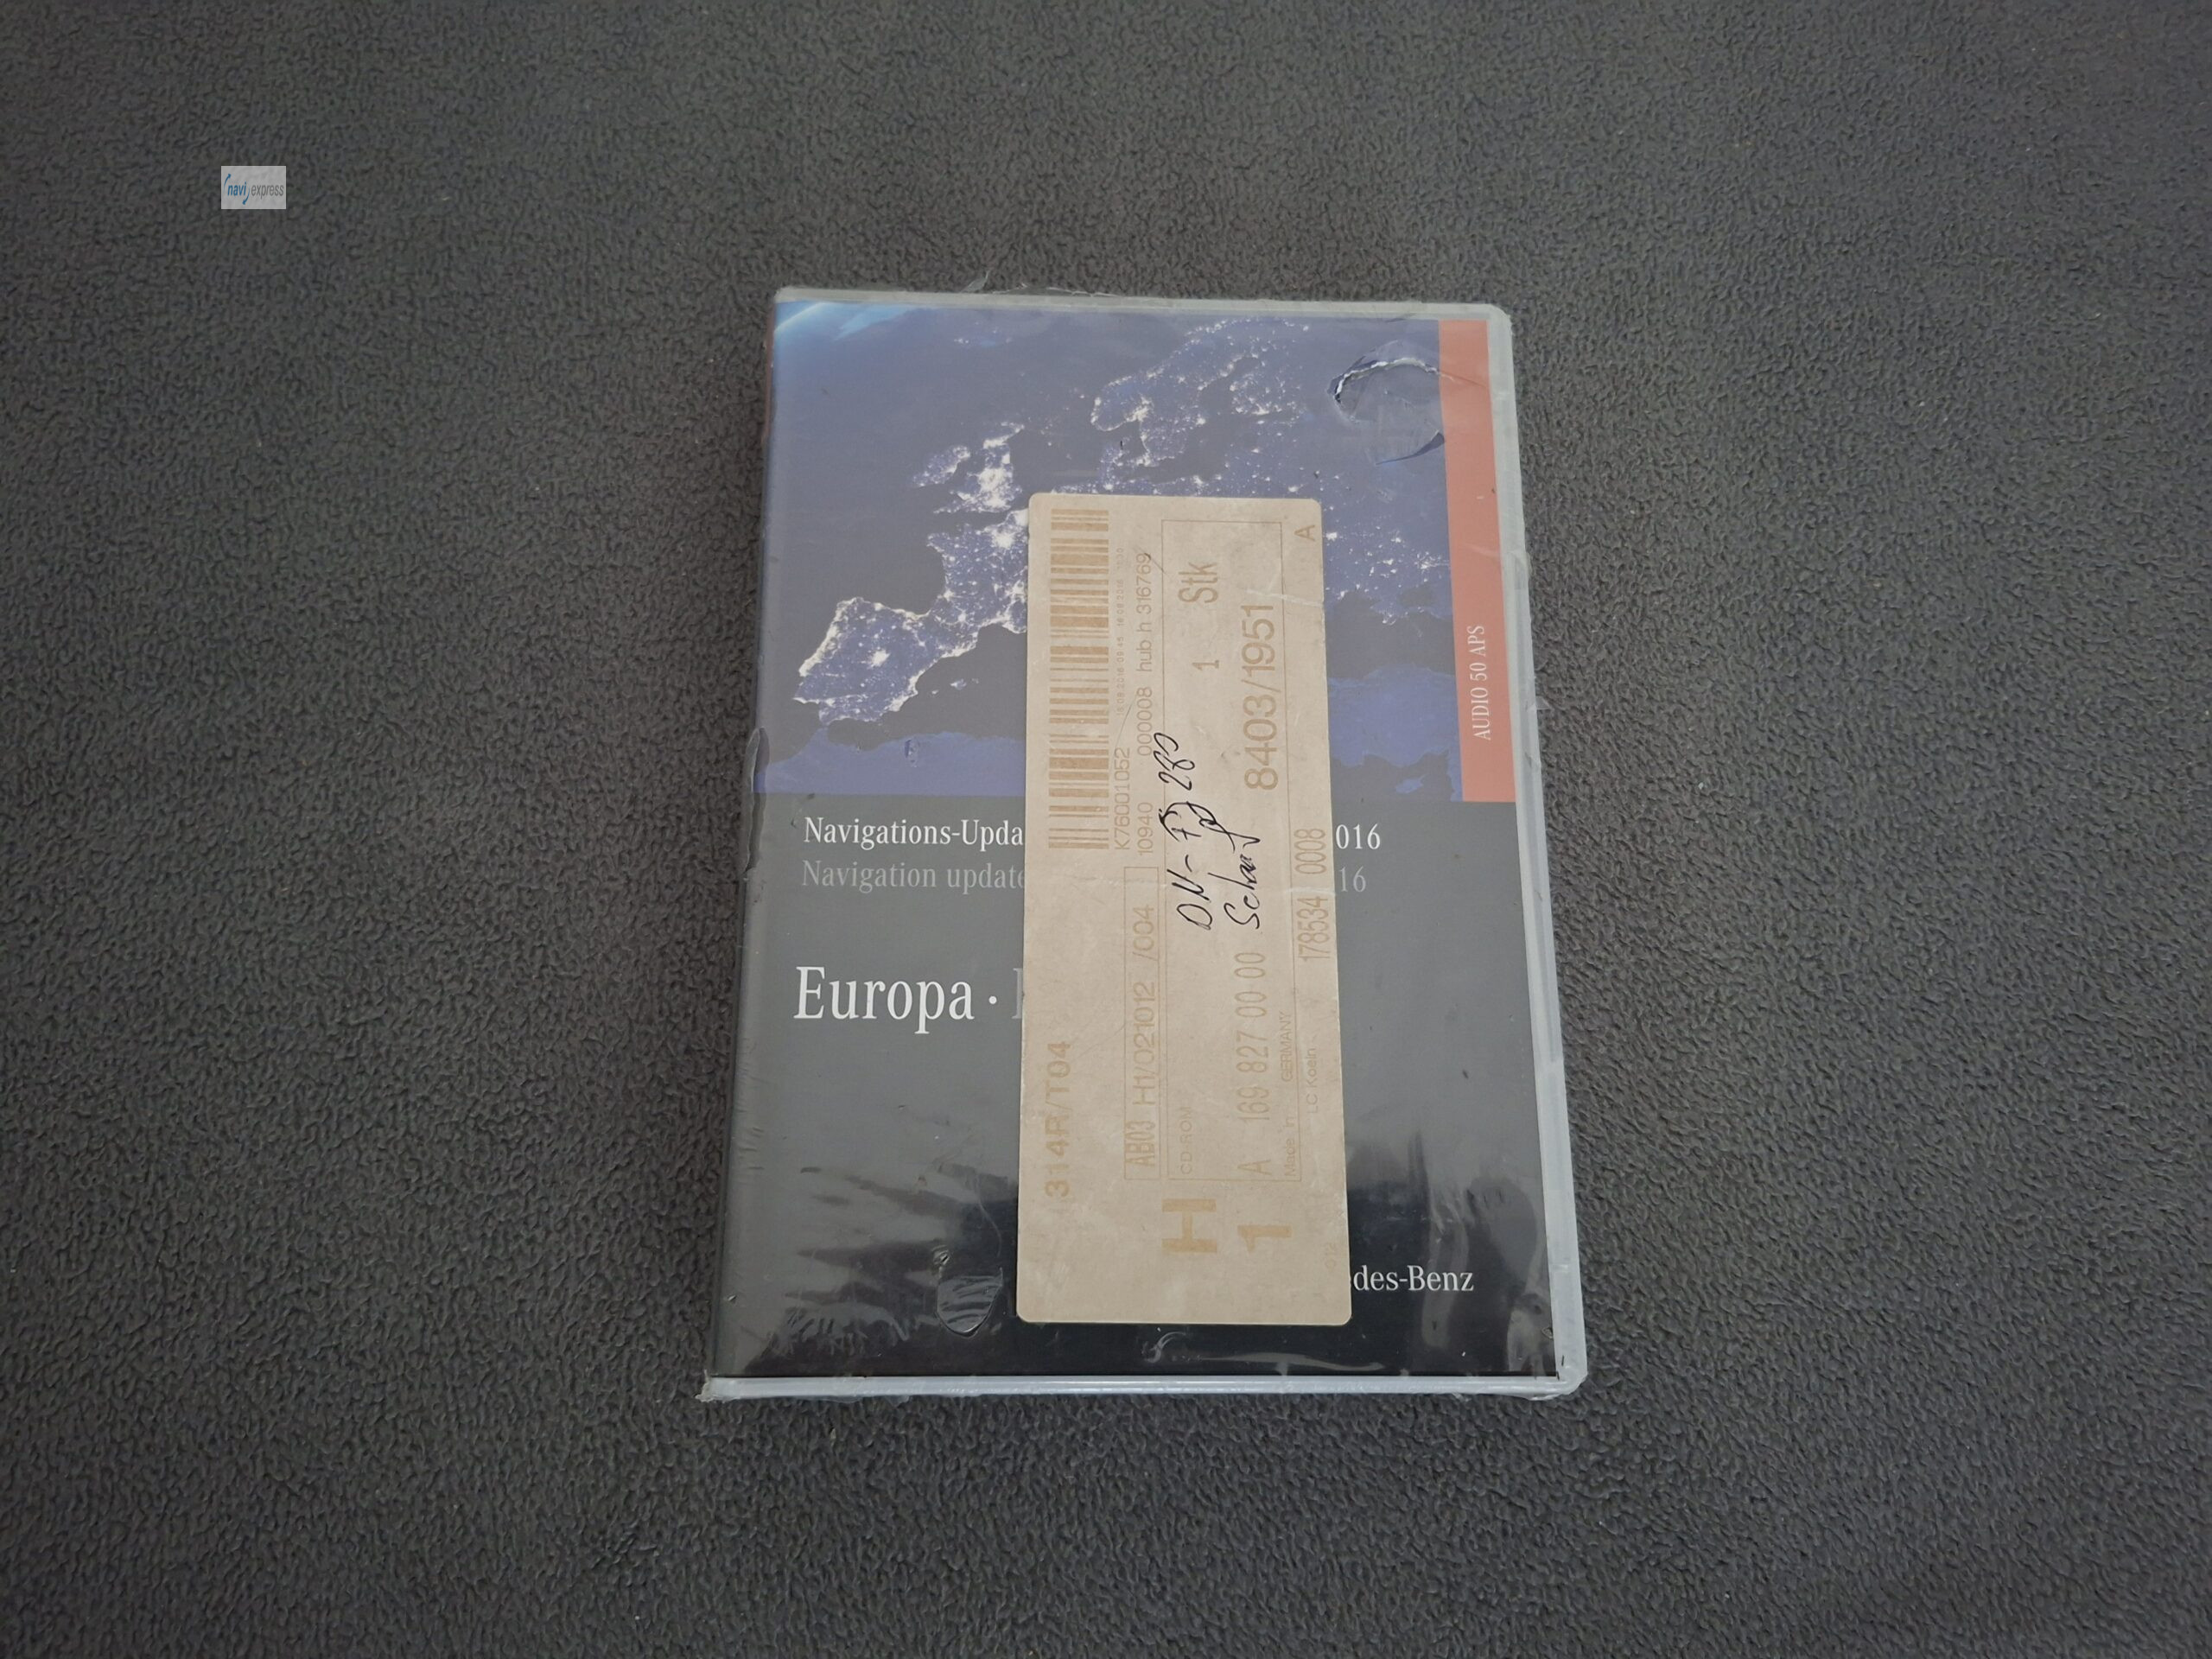 navi express
AUDIO 50 APS
Navigations-Upda
016
Navigation update
16
Europa ·
edes-Benz
314R/T04
K76001052
10940 000008 hub h 316769
AB03 H1/021012 /004
CD-ROM
1 Stk
A 169 827 00 00
8403/1951
Made in GERMANY
LC Koeln
178534 0008
H
1
A